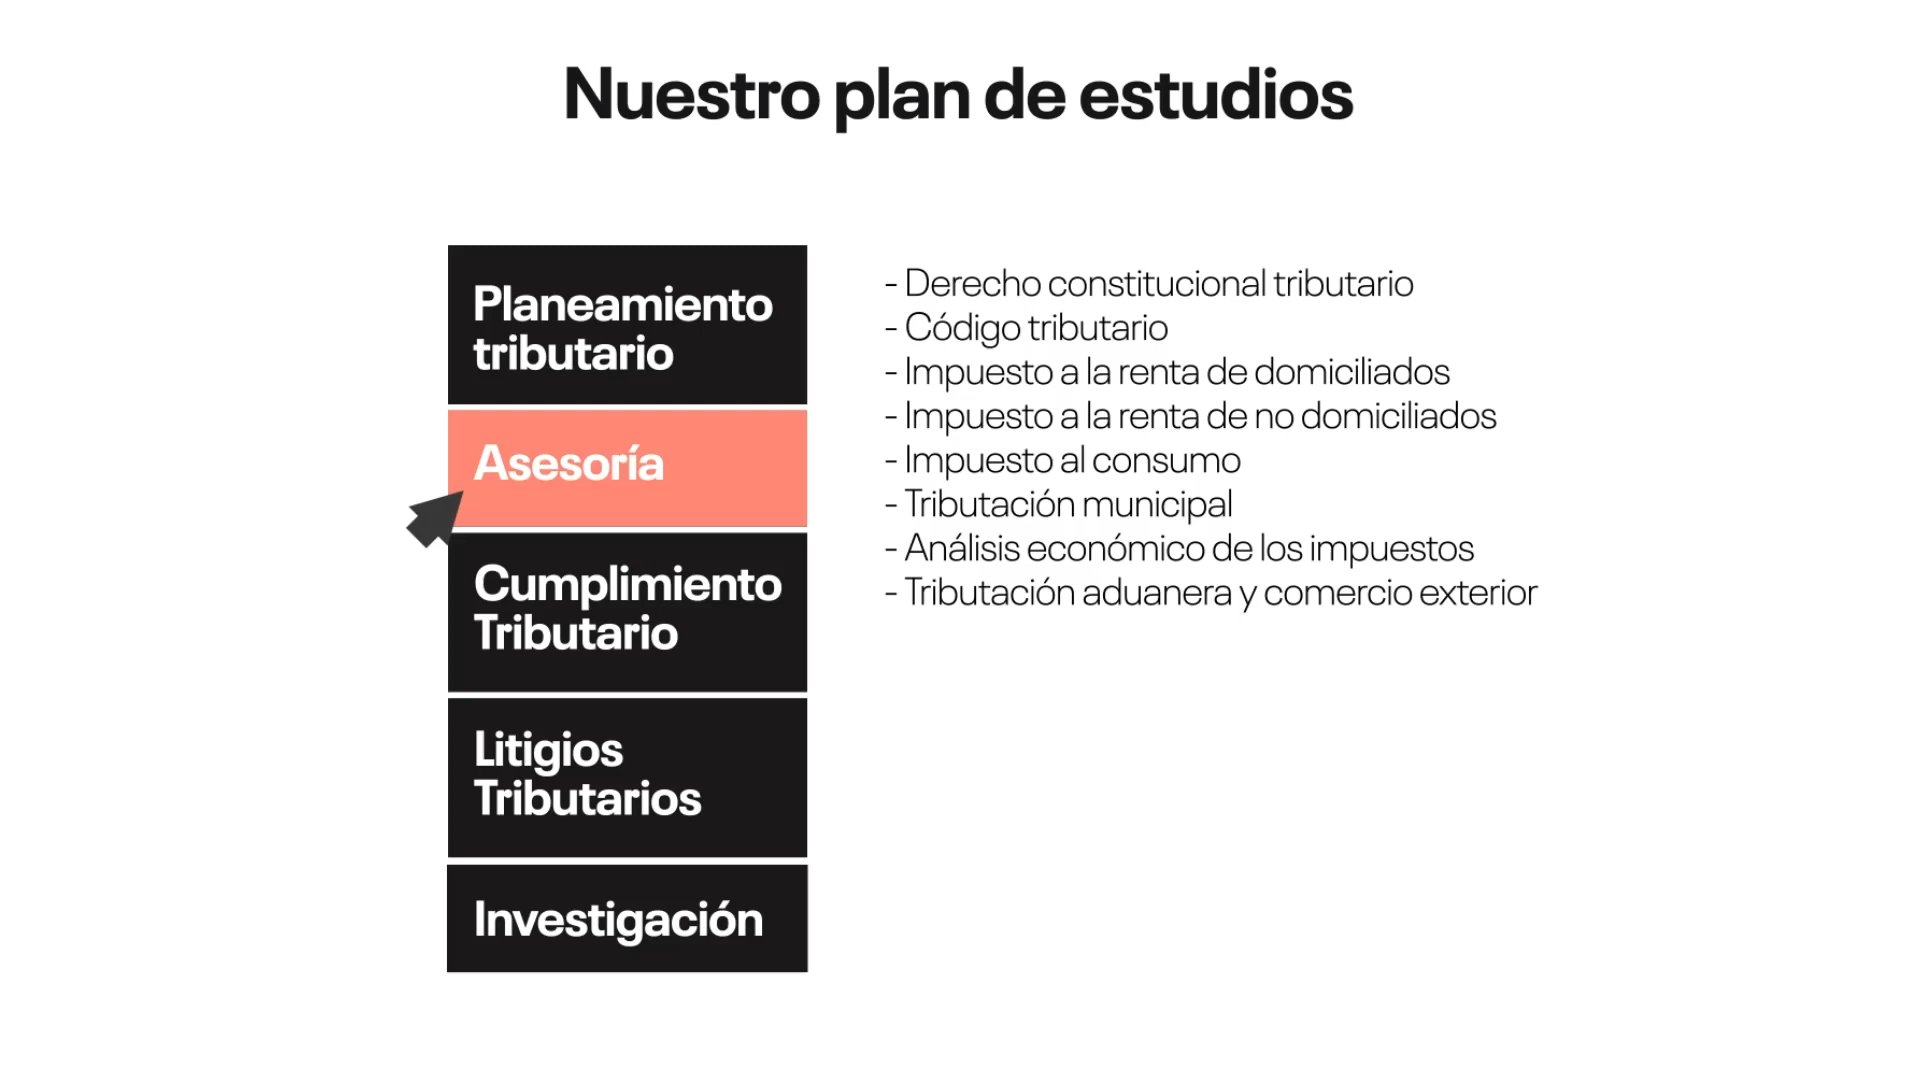 Nuestro plan de estudios
Planeamiento
tributario
Asesoría
Cumplimiento
Tributario
Litigios
Tributarios
Investigación
- Derecho constitucional tributario
- Código tributario
- Impuesto a la renta de domiciliados
- Impuesto a la renta de no domiciliados
- Impuesto al consumo
- Tributación municipal
- Análisis económico de los impuestos
- Tributación aduanera y comercio exterior